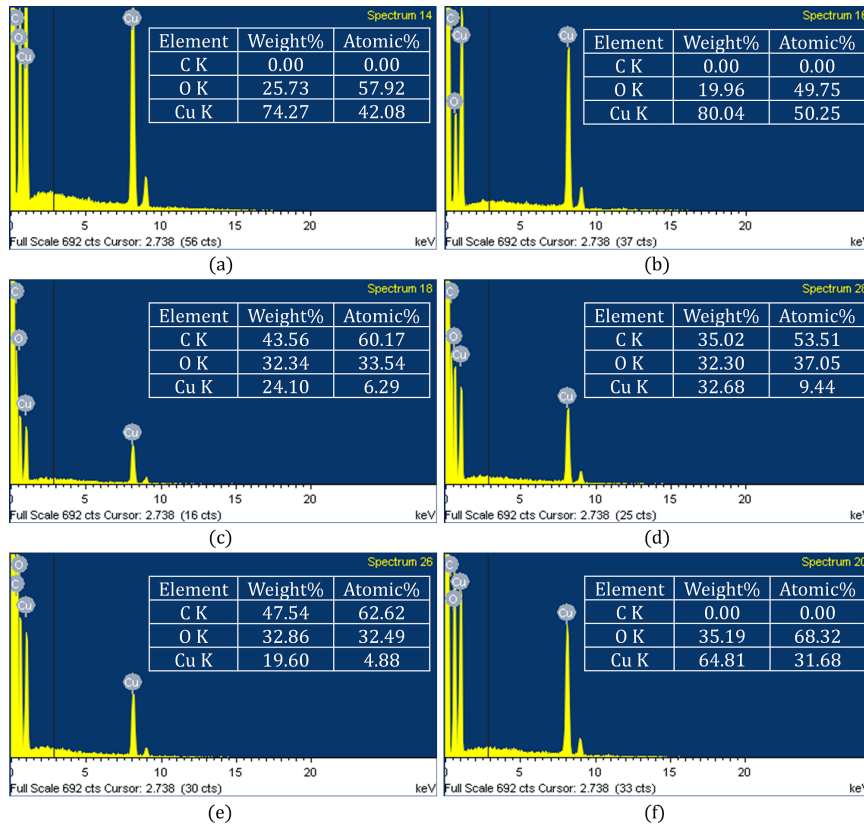 Spectrum 14
C
O
Cu
Cu
Element Weight% Atomic%
C K 0.00 0.00
O K 25.73 57.92
Cu K 74.27 42.08
0 5 10 15 20
Full Scale 692 cts Cursor: 2.738 (56 cts) keV
(a)
Spectrum 16
C
Cu
O
Cu
Element Weight% Atomic%
C K 0.00 0.00
O K 19.96 49.75
Cu K 80.04 50.25
0 5 10 15 20
Full Scale 692 cts Cursor: 2.738 (37 cts) keV
(b)
Spectrum 18
C
O
Cu
Cu
Element Weight% Atomic%
C K 43.56 60.17
O K 32.34 33.54
Cu K 24.10 6.29
0 5 10 15 20
Full Scale 692 cts Cursor: 2.738 (16 cts) keV
(c)
Spectrum 28
C
O
Cu
Cu
Element Weight% Atomic%
C K 35.02 53.51
O K 32.30 37.05
Cu K 32.68 9.44
0 5 10 15 20
Full Scale 692 cts Cursor: 2.738 (25 cts) keV
(d)
Spectrum 26
O
C
Cu
Cu
Element Weight% Atomic%
C K 47.54 62.62
O K 32.86 32.49
Cu K 19.60 4.88
0 5 10 15 20
Full Scale 692 cts Cursor: 2.738 (30 cts) keV
(e)
Spectrum 20
C
Cu
O
Cu
Element Weight% Atomic%
C K 0.00 0.00
O K 35.19 68.32
Cu K 64.81 31.68
0 5 10 15 20
Full Scale 692 cts Cursor: 2.738 (33 cts) keV
(f)